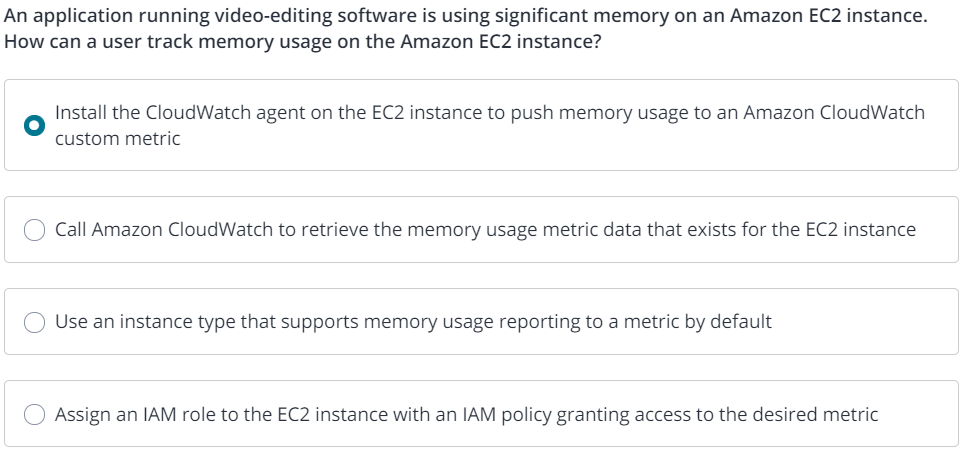 An application running video-editing software is using significant memory on an Amazon EC2 instance.
How can a user track memory usage on the Amazon EC2 instance?
Install the CloudWatch agent on the EC2 instance to push memory usage to an Amazon CloudWatch
custom metric
Call Amazon CloudWatch to retrieve the memory usage metric data that exists for the EC2 instance
Use an instance type that supports memory usage reporting to a metric by default
Assign an IAM role to the EC2 instance with an IAM policy granting access to the desired metric